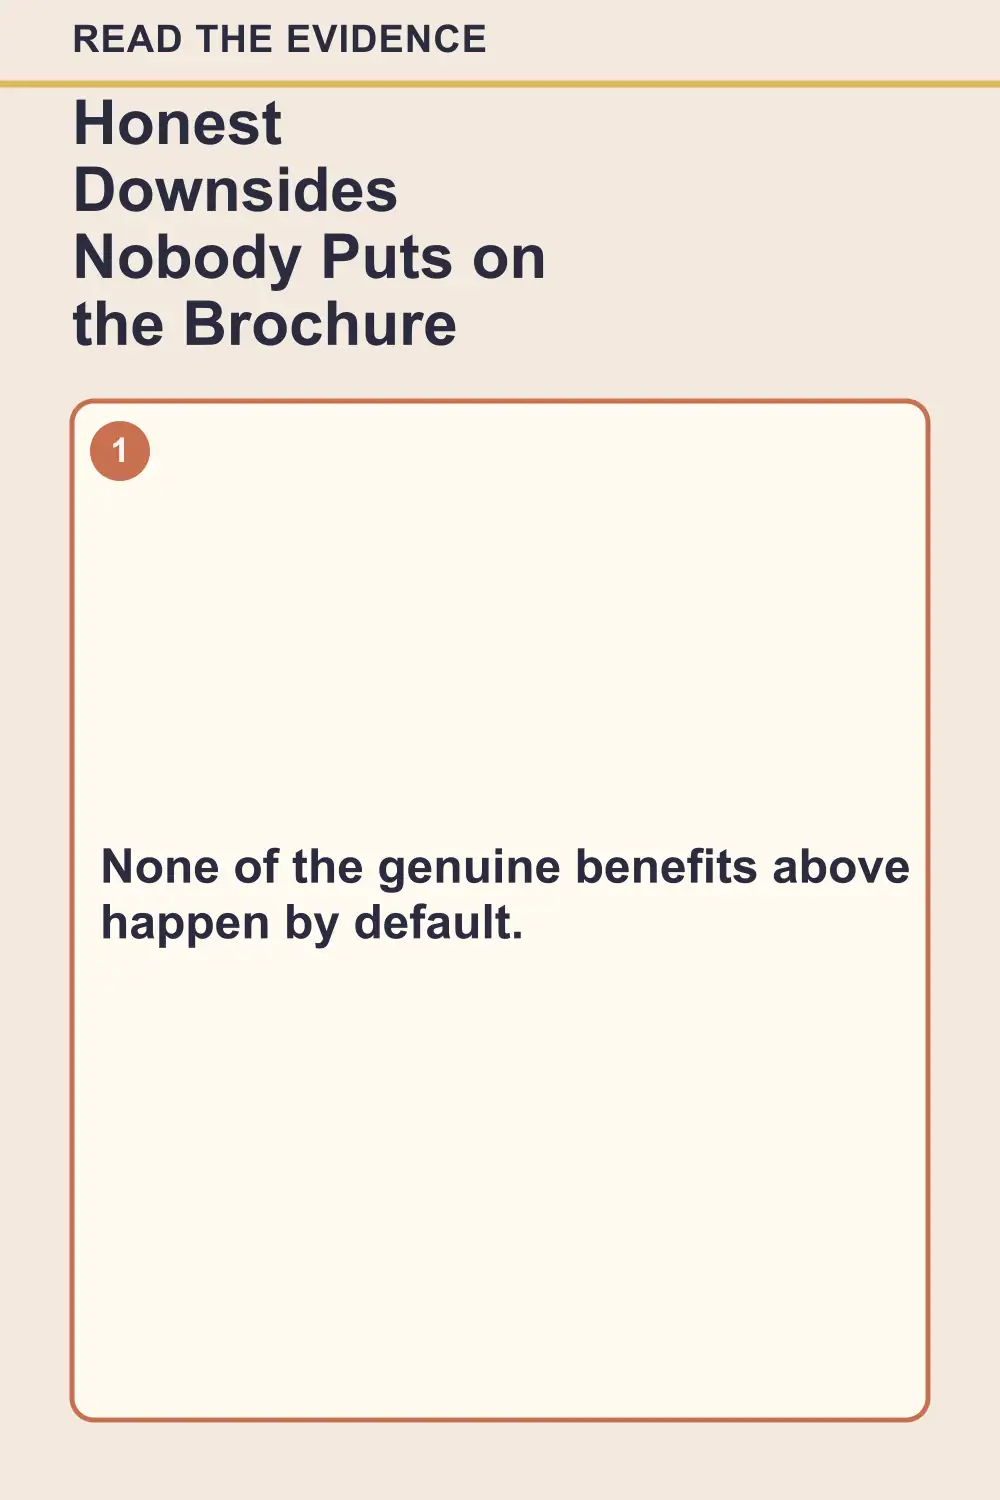 READ THE EVIDENCE
Honest
Downsides
Nobody Puts on
the Brochure
1
None of the genuine benefits above
happen by default.